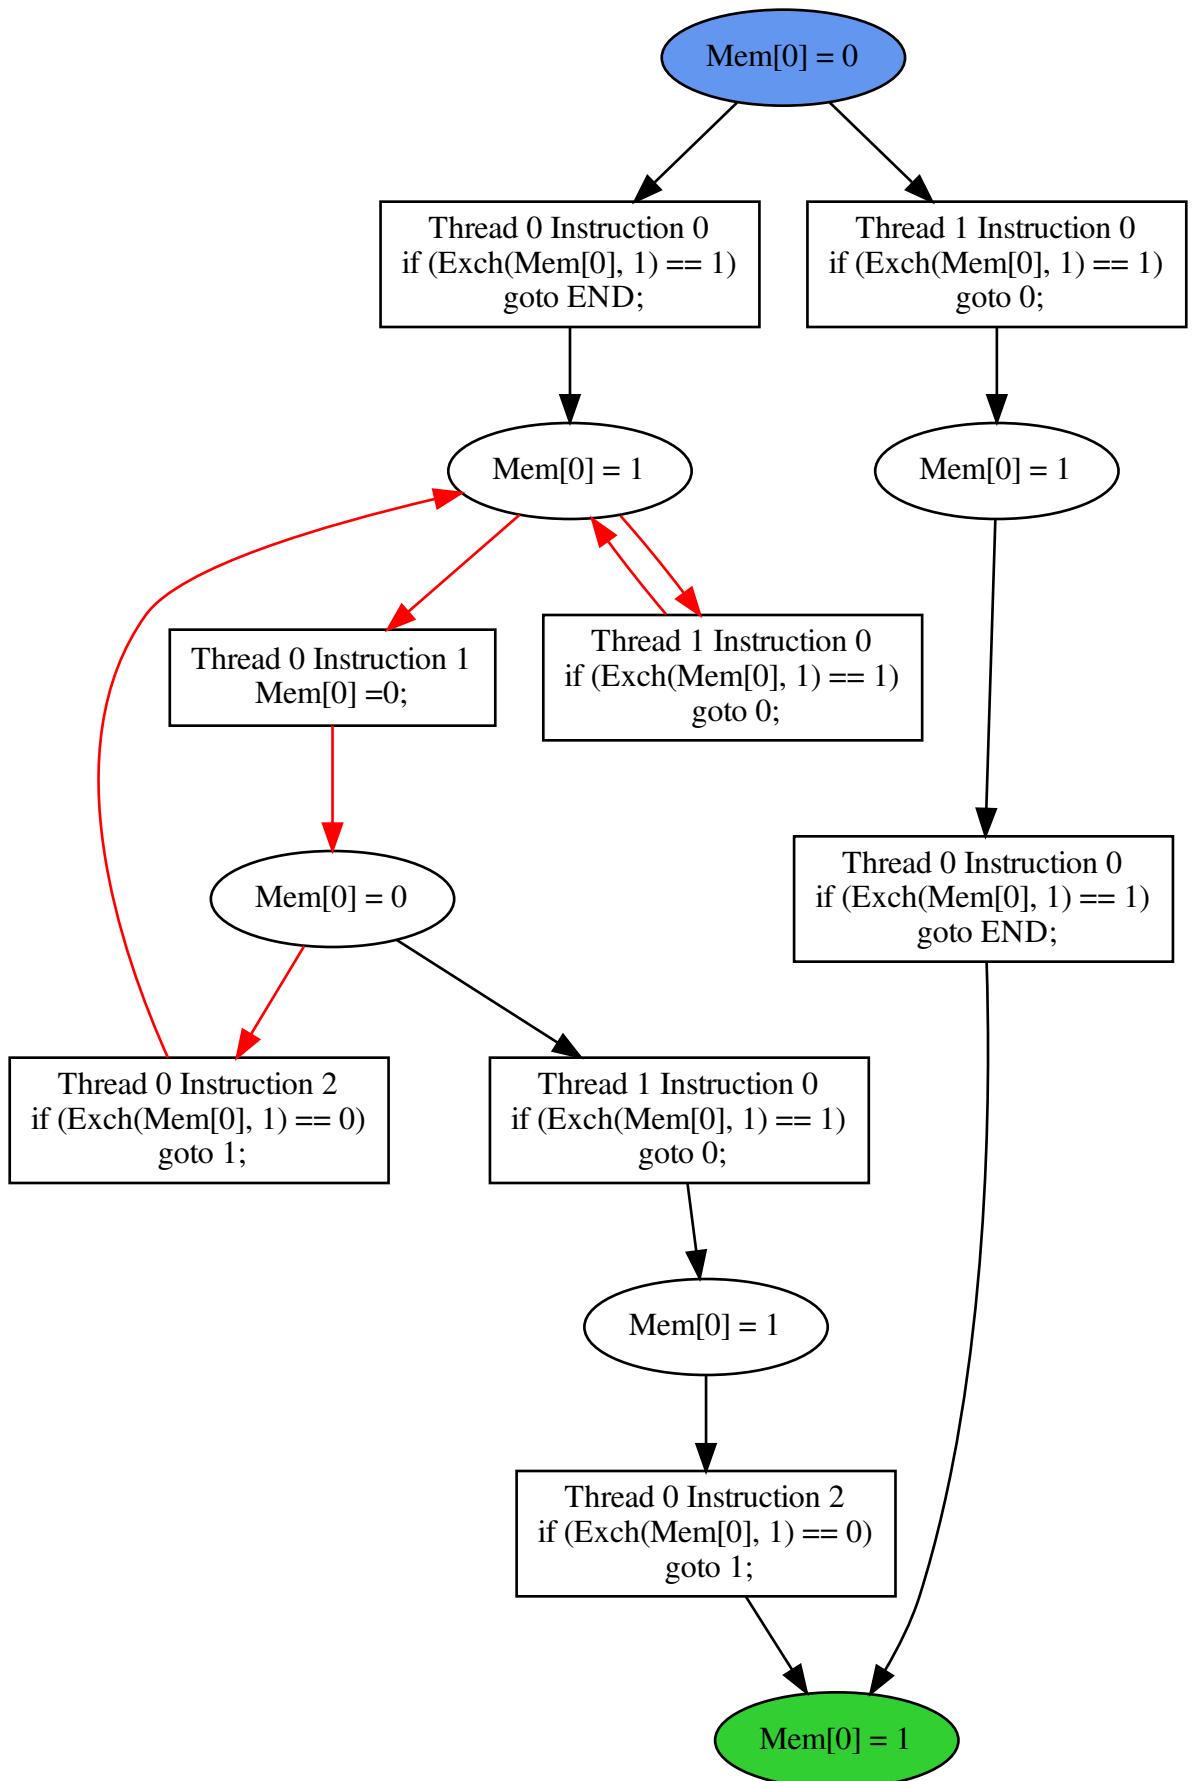 Mem[0] = 0
Thread 0 Instruction 0
if (Exch(Mem[0], 1) == 1)
goto END;
Thread 1 Instruction 0
if (Exch(Mem[0], 1) == 1)
goto 0;
Mem[0] = 1
Mem[0] = 1
Thread 0 Instruction 1
Mem[0] =0;
Thread 1 Instruction 0
if (Exch(Mem[0], 1) == 1)
goto 0;
Mem[0] = 0
Thread 0 Instruction 0
if (Exch(Mem[0], 1) == 1)
goto END;
Thread 0 Instruction 2
if (Exch(Mem[0], 1) == 0)
goto 1;
Thread 1 Instruction 0
if (Exch(Mem[0], 1) == 1)
goto 0;
Mem[0] = 1
Thread 0 Instruction 2
if (Exch(Mem[0], 1) == 0)
goto 1;
Mem[0] = 1